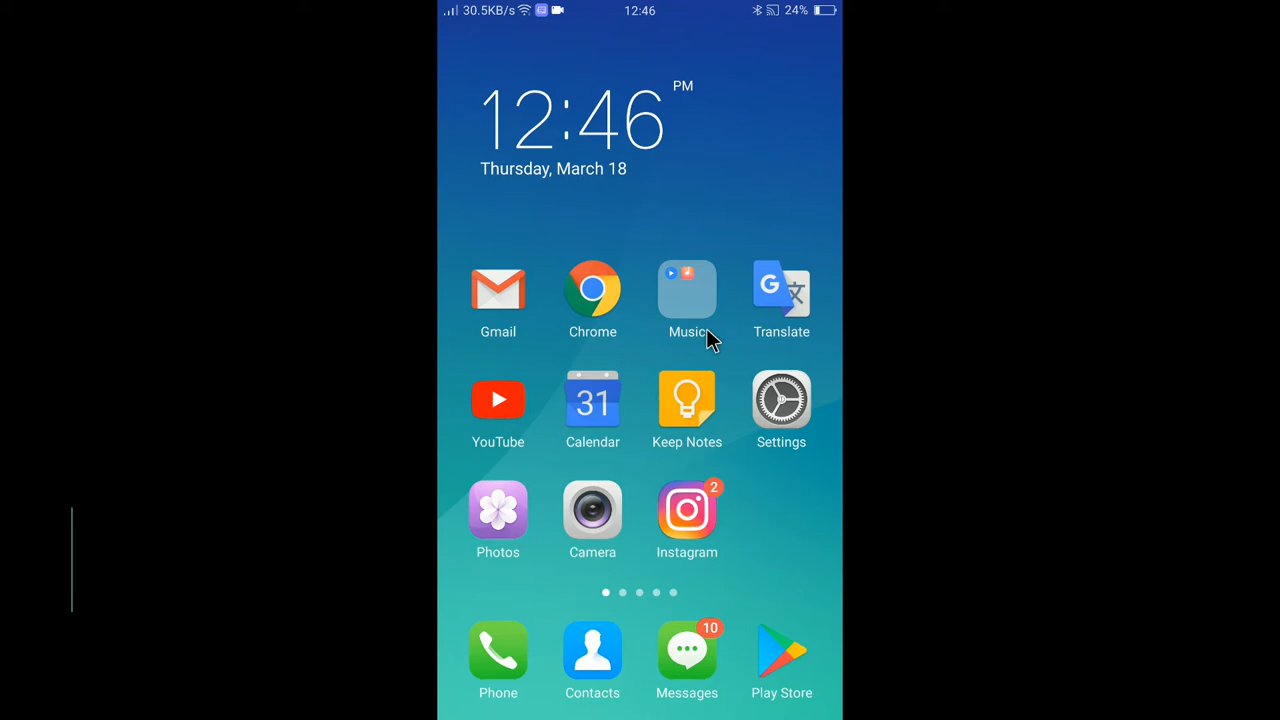 30.5KB/s 12:46 24%
12:46 PM
Thursday, March 18
Gmail Chrome Music Translate
31
YouTube Calendar Keep Notes Settings
2
Photos Camera Instagram
10
Phone Contacts Messages Play Store